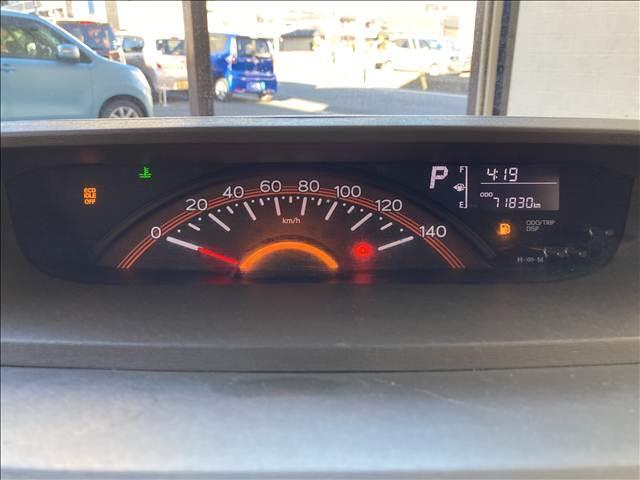 ECO
IDLE
OFF
0 20 40 60 80 100 120 140
km/h
P
F
E
4:19
ODO
71830km
ODO/TRIP
DISP
H M